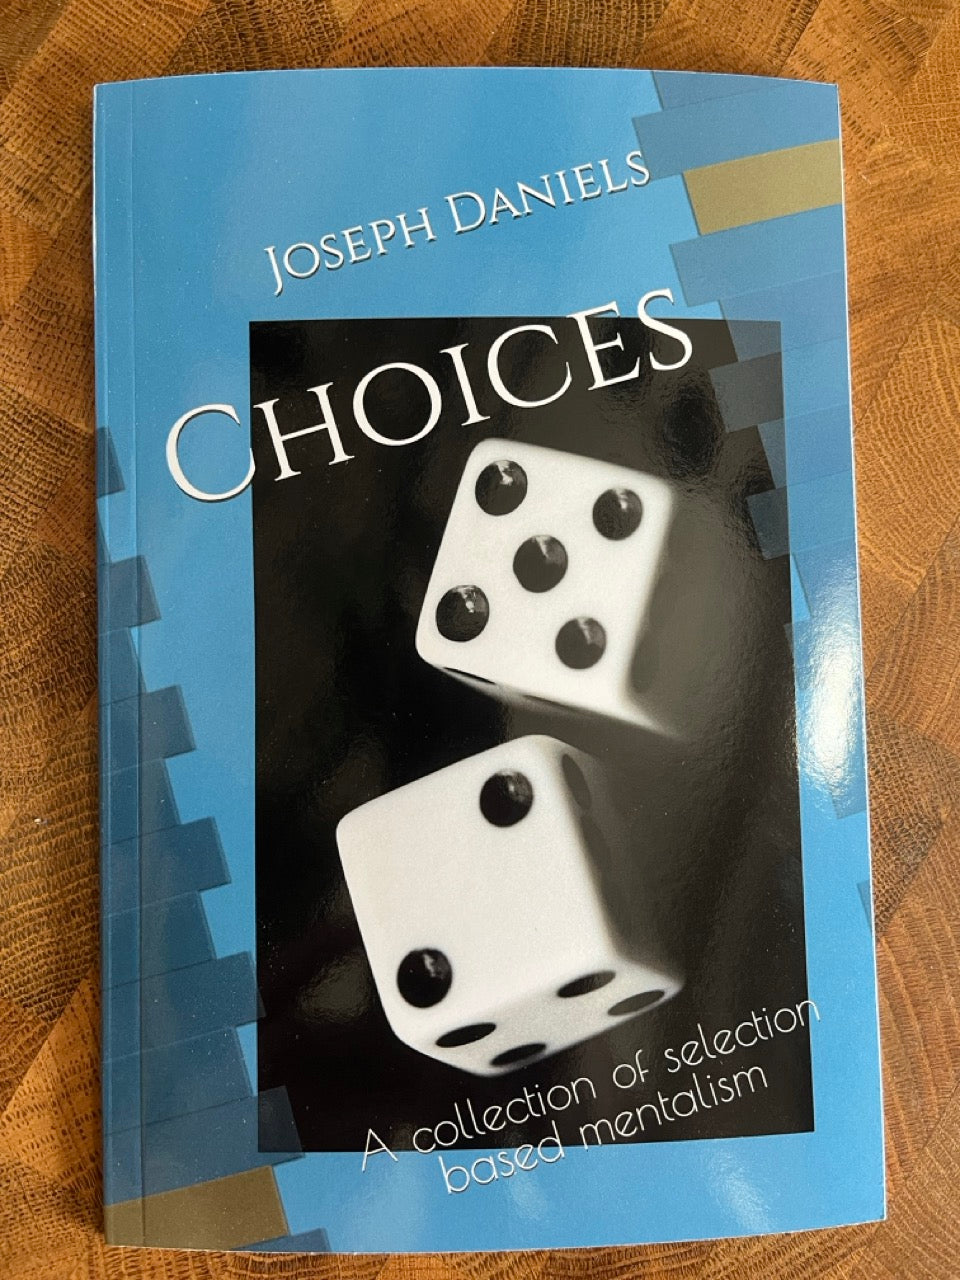 Joseph Daniels
Choices
A collection of selection
based mentalism